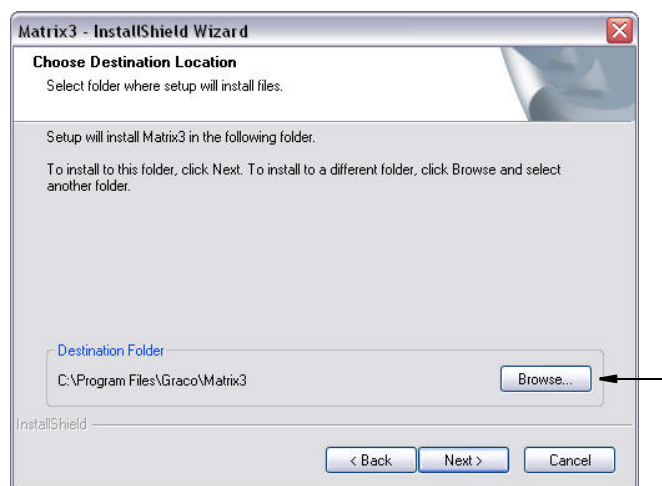 Matrix3 - InstallShield Wizard
Choose Destination Location
Select folder where setup will install files.
Setup will install Matrix3 in the following folder.
To install to this folder, click Next. To install to a different folder, click Browse and select
another folder.
Destination Folder
C:\Program Files\Graco\Matrix3
Browse...
InstallShield
< Back
Next >
Cancel